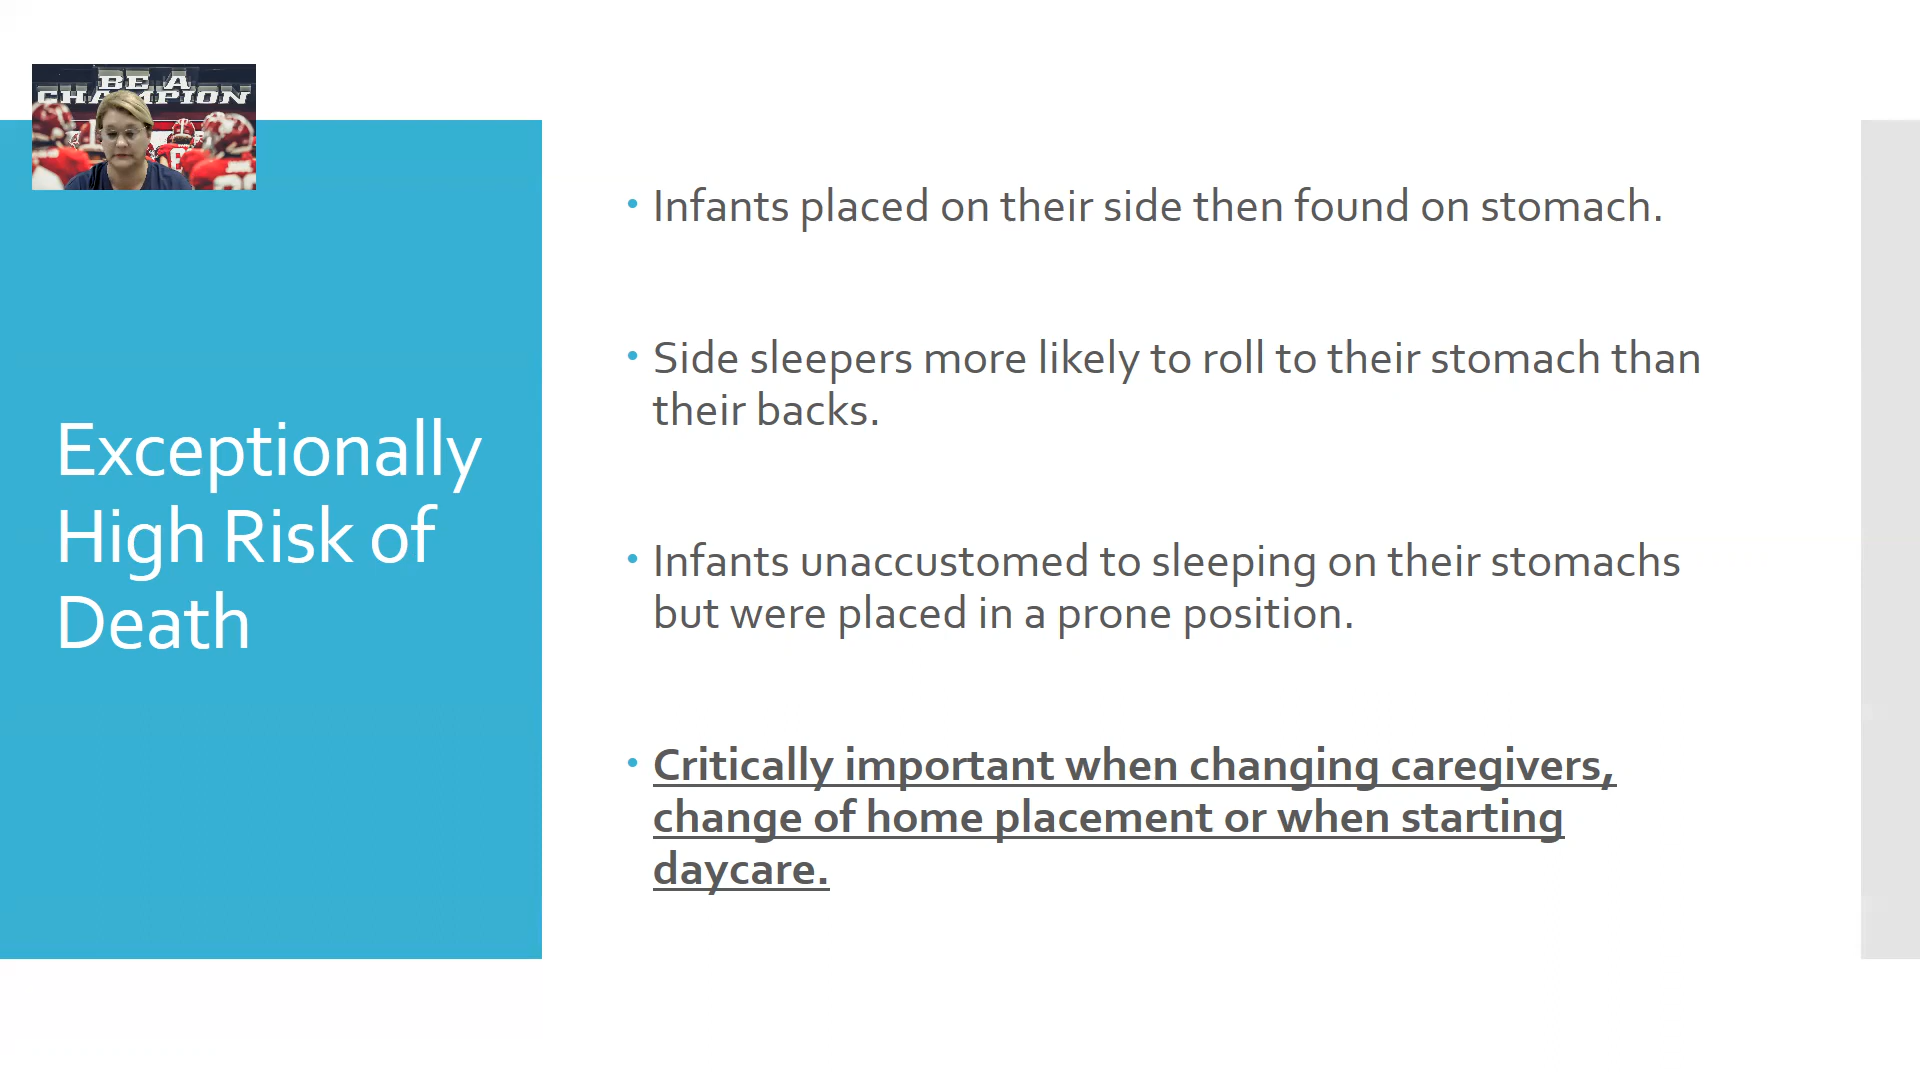 BE A
CHAMPION
Exceptionally
High Risk of
Death
Infants placed on their side then found on stomach.
Side sleepers more likely to roll to their stomach than
their backs.
Infants unaccustomed to sleeping on their stomachs
but were placed in a prone position.
Critically important when changing caregivers,
change of home placement or when starting
daycare.